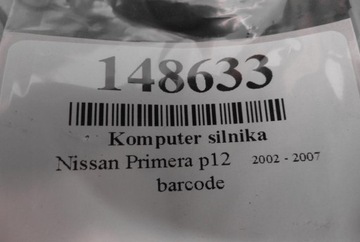 148633
Komputer silnika
Nissan Primera p12 2002 - 2007
barcode